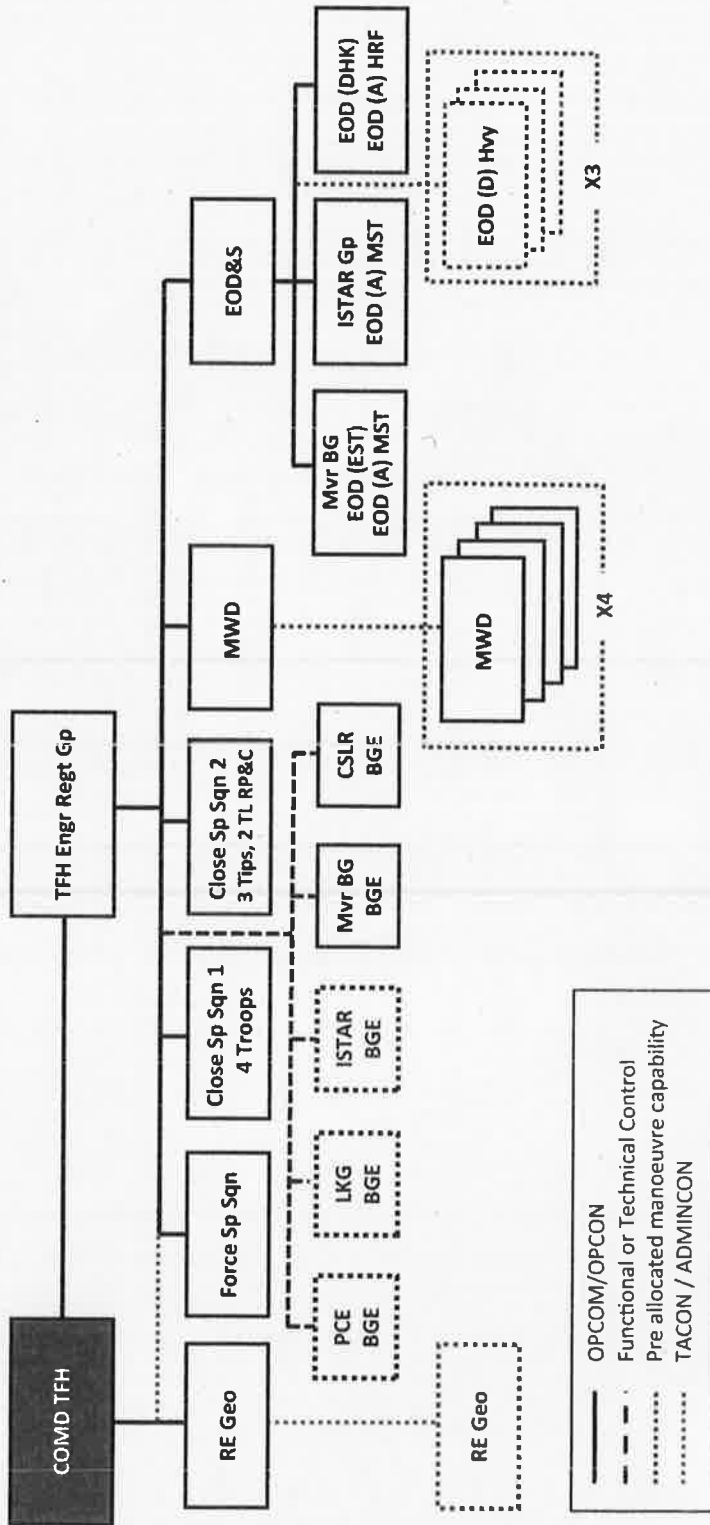 COMD TFH
TFH Engr Regt Gp
RE Geo
Force Sp Sqn
Close Sp Sqn 1
4 Troops
Close Sp Sqn 2
3 Tips, 2 TL RP&C
MWD
EOD&S
PCE
BGE
LKG
BGE
ISTAR
BGE
Mvr BG
BGE
CSLR
BGE
Mvr BG
EOD (EST)
EOD (A) MST
ISTAR Gp
EOD (A) MST
EOD (DHK)
EOD (A) HRF
RE Geo
MWD
X4
EOD (D) Hvy
X3
OPCOM/OPCON
Functional or Technical Control
Pre allocated manoeuvre capability
TACON / ADMINCON